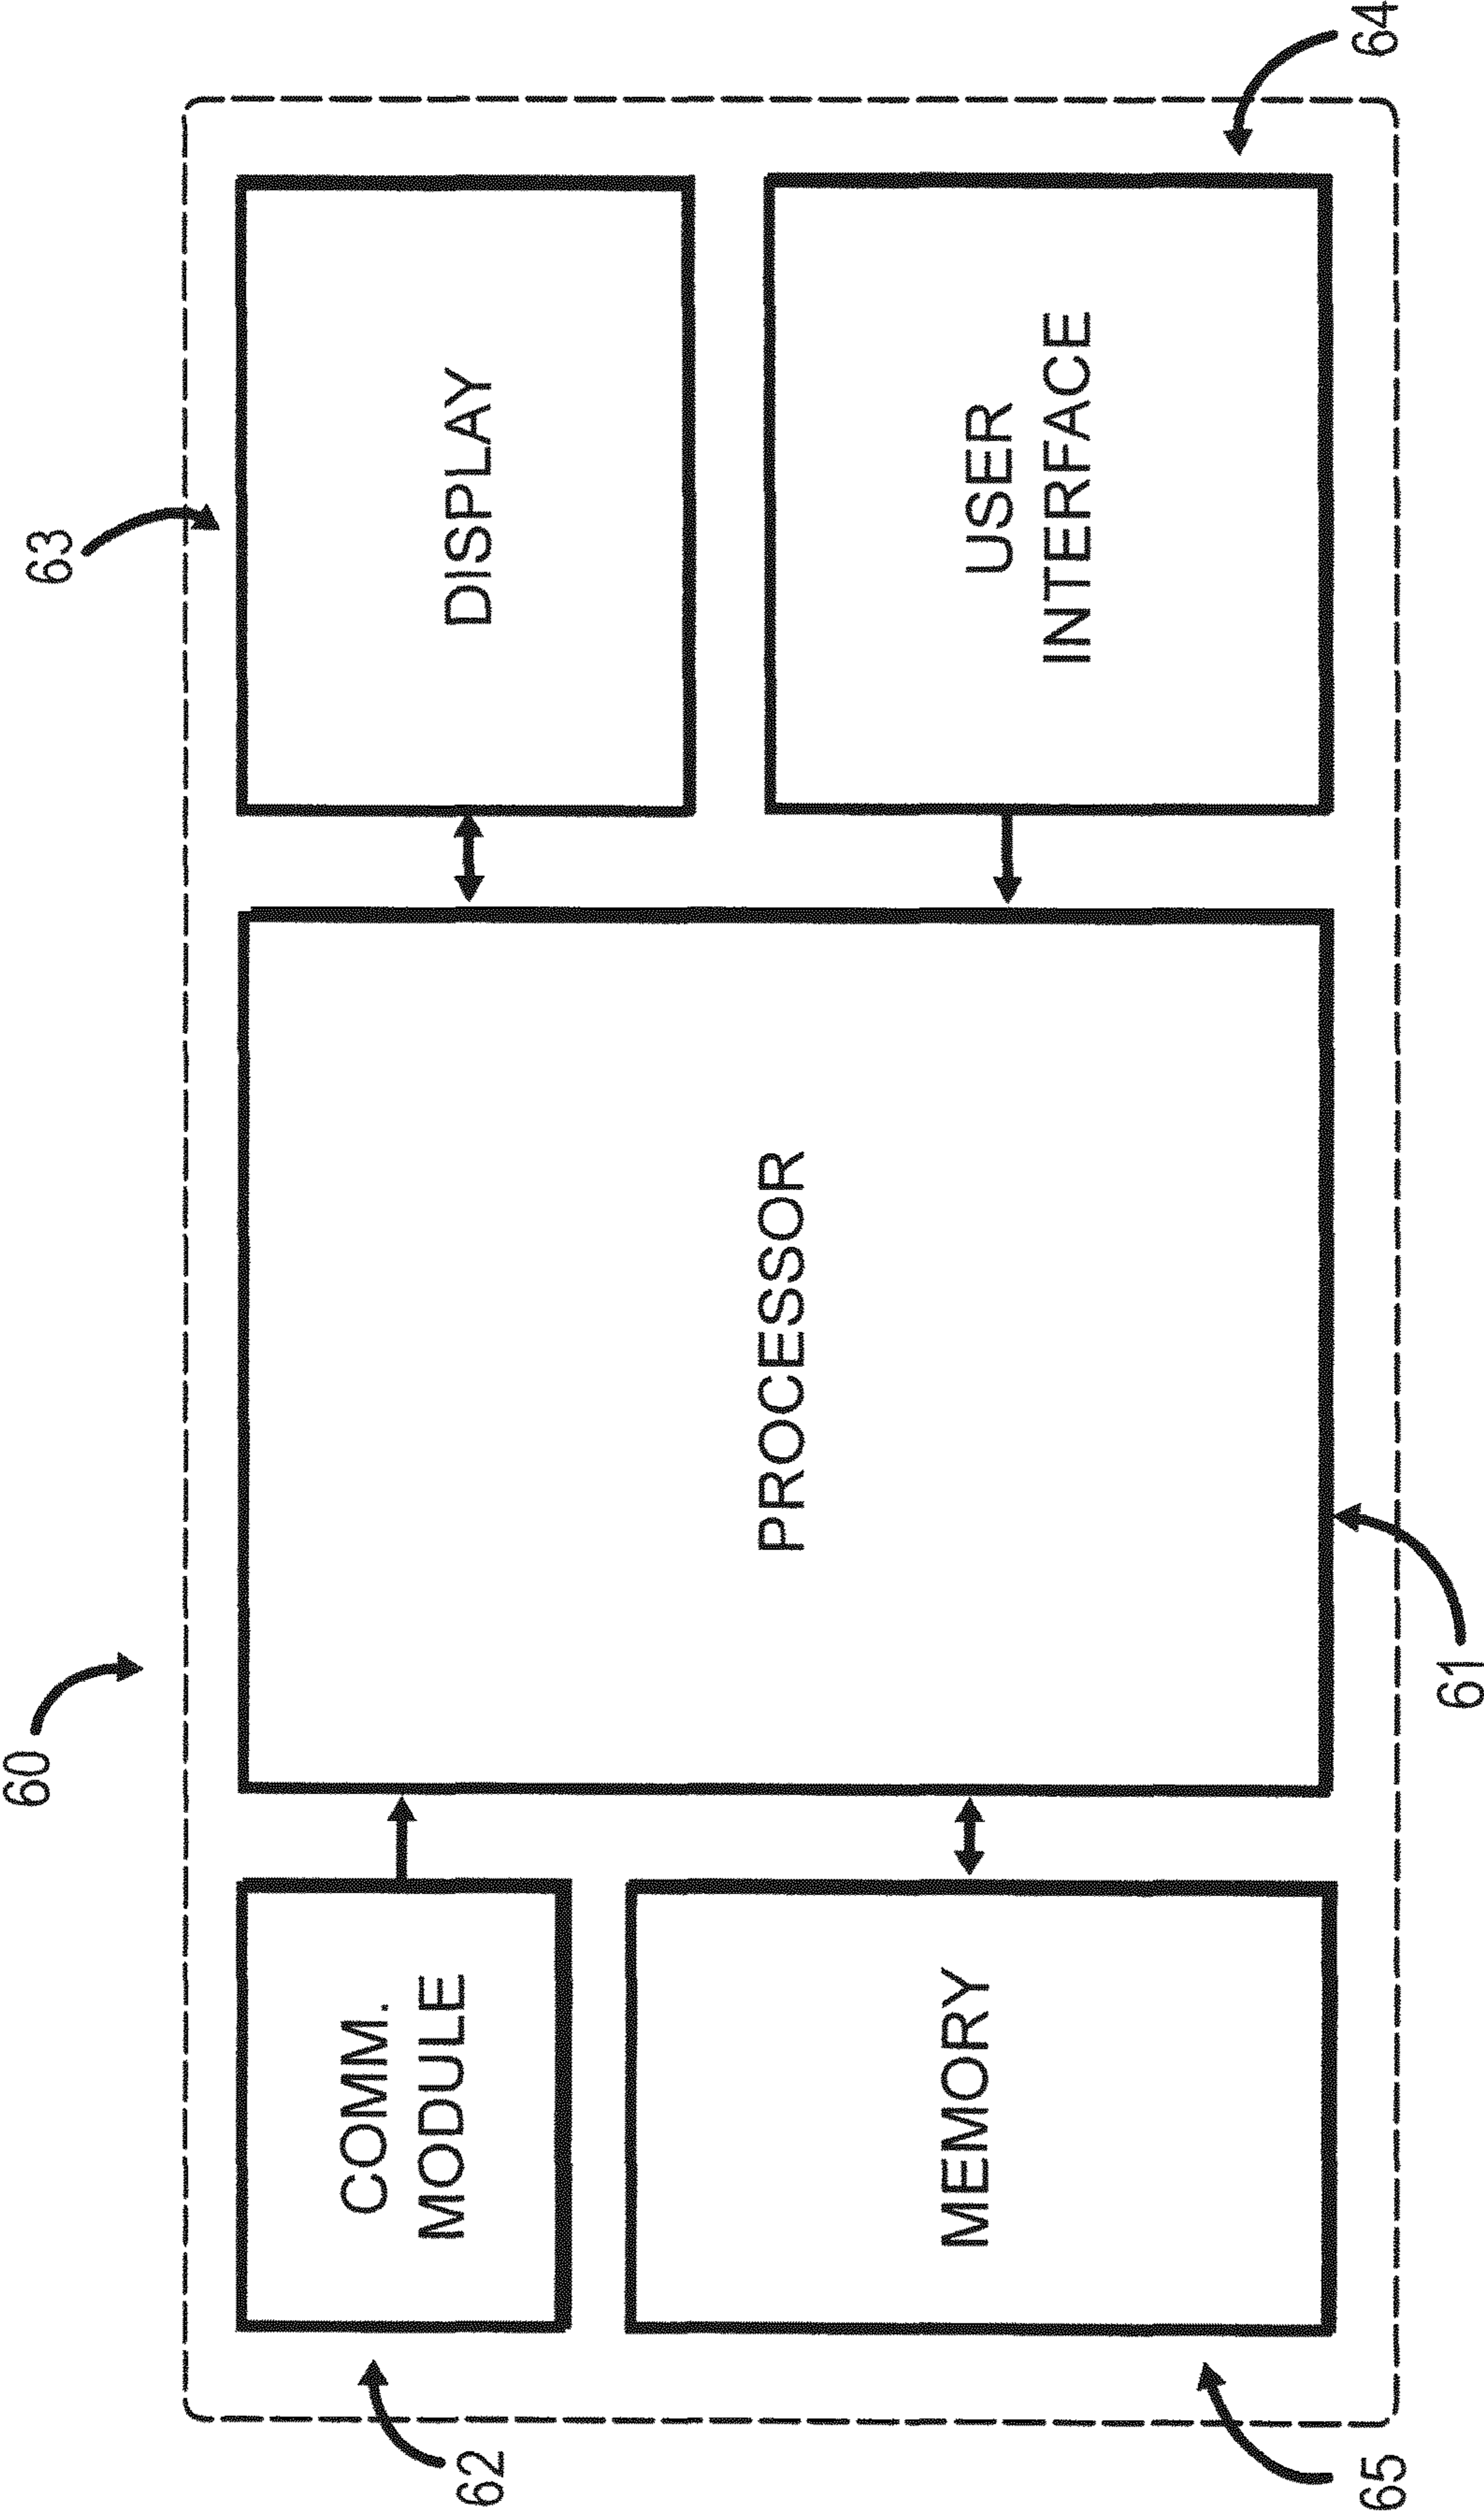 60
63
COMM.
MODULE
PROCESSOR
DISPLAY
MEMORY
USER
INTERFACE
62
65
61
64